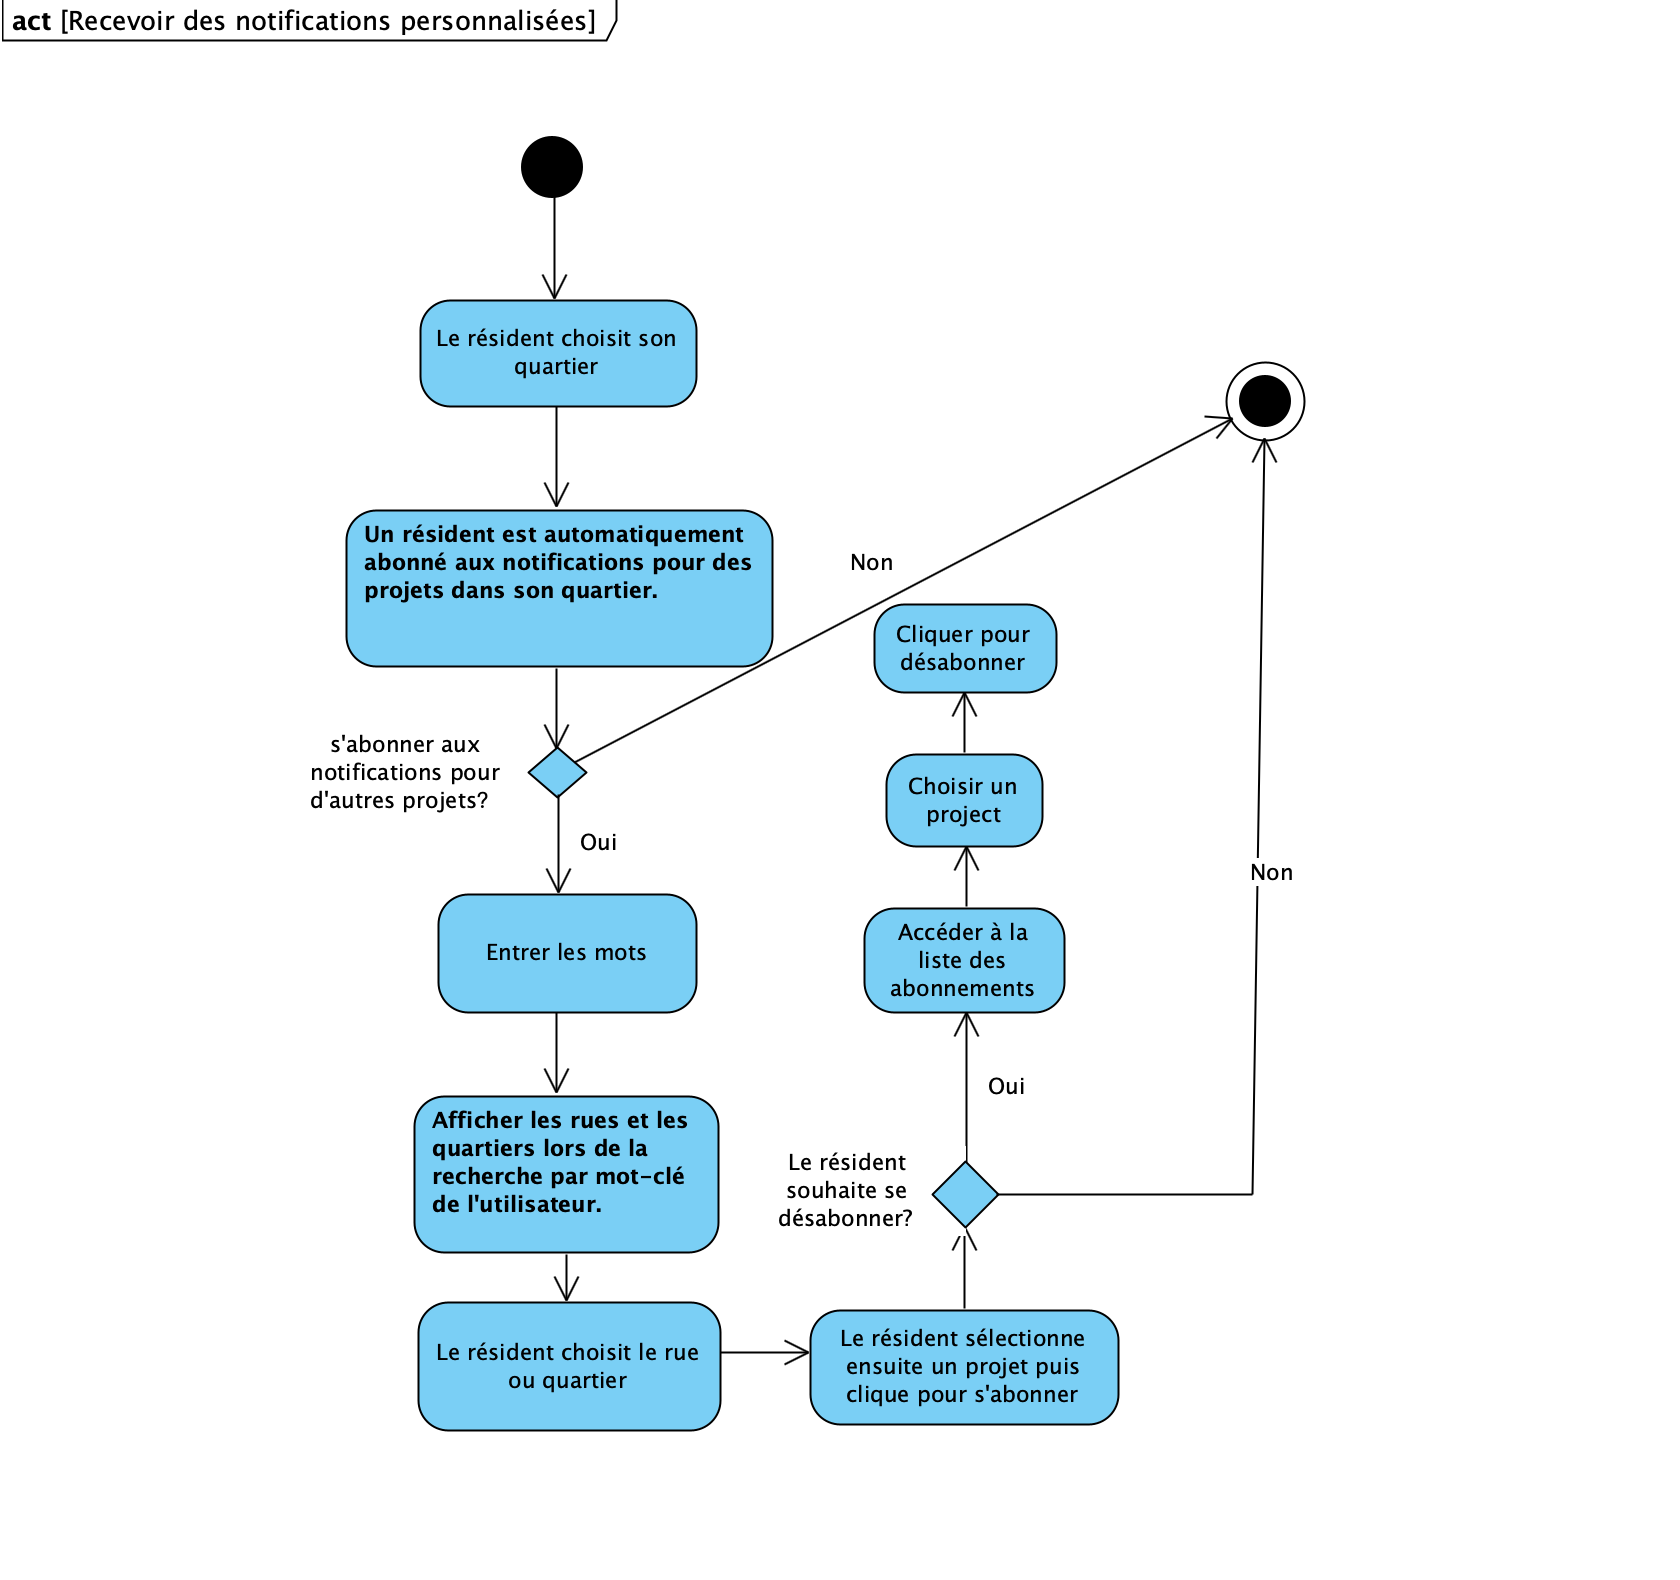 act [Recevoir des notifications personnalisées]
Le résident choisit son
quartier
Un résident est automatiquement
abonné aux notifications pour des
projets dans son quartier.
Non
s'abonner aux
notifications pour
d'autres projets?
Oui
Entrer les mots
Afficher les rues et les
quartiers lors de la
recherche par mot-clé
de l'utilisateur.
Le résident choisit le rue
ou quartier
Le résident sélectionne
ensuite un projet puis
clique pour s'abonner
Le résident
souhaite se
désabonner?
Oui
Accéder à la
liste des
abonnements
Choisir un
project
Cliquer pour
désabonner
Non